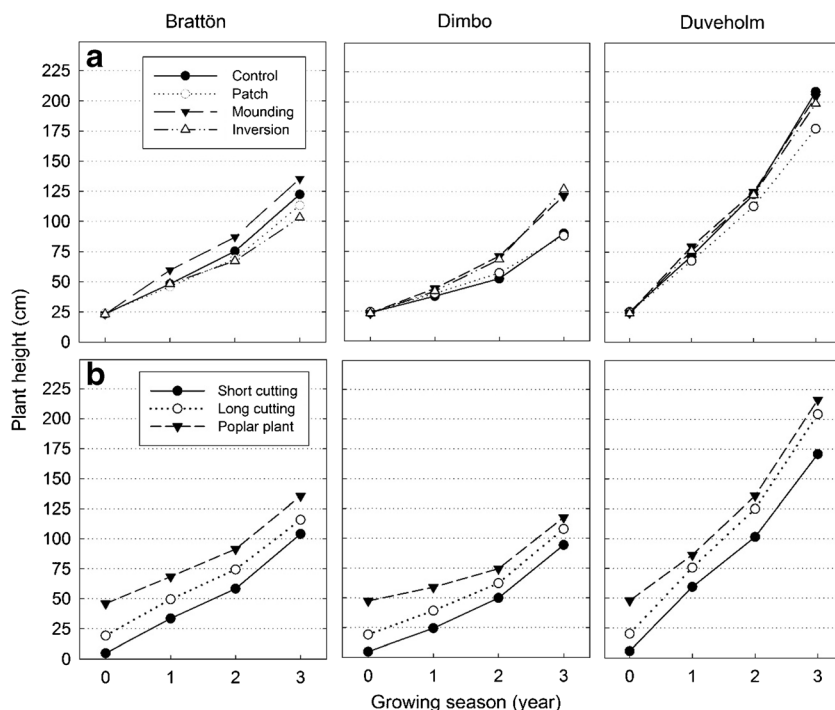 Brattön Dimbo Duveholm
a
Control
Patch
Mounding
Inversion
225
200
175
150
125
100
75
50
25
0
b
Short cutting
Long cutting
Poplar plant
225
200
175
150
125
100
75
50
25
0
Plant height (cm)
0 1 2 3 0 1 2 3 0 1 2 3
Growing season (year)